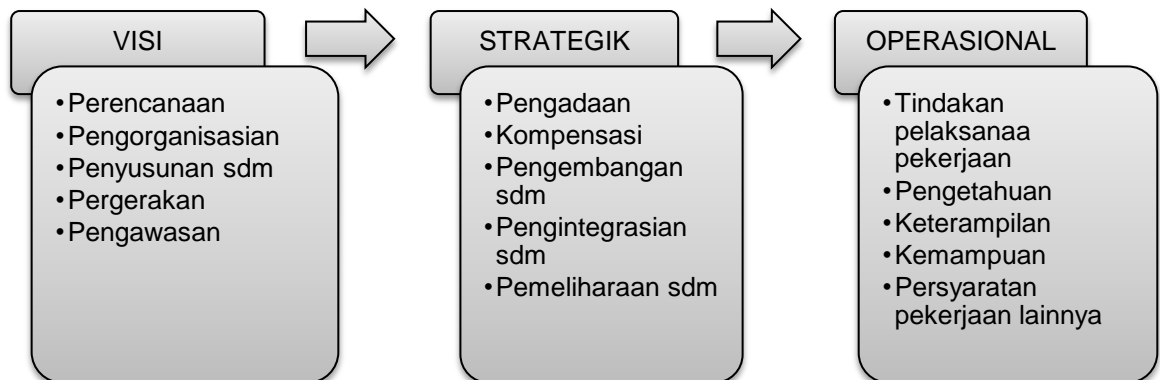 VISI
•Perencanaan
•Pengorganisasian
•Penyusunan sdm
•Pergerakan
•Pengawasan
STRATEGIK
•Pengadaan
•Kompensasi
•Pengembangan
sdm
•Pengintegrasian
sdm
•Pemeliharaan sdm
OPERASIONAL
•Tindakan
pelaksanaa
pekerjaan
•Pengetahuan
•Keterampilan
•Kemampuan
•Persyaratan
pekerjaan lainnya